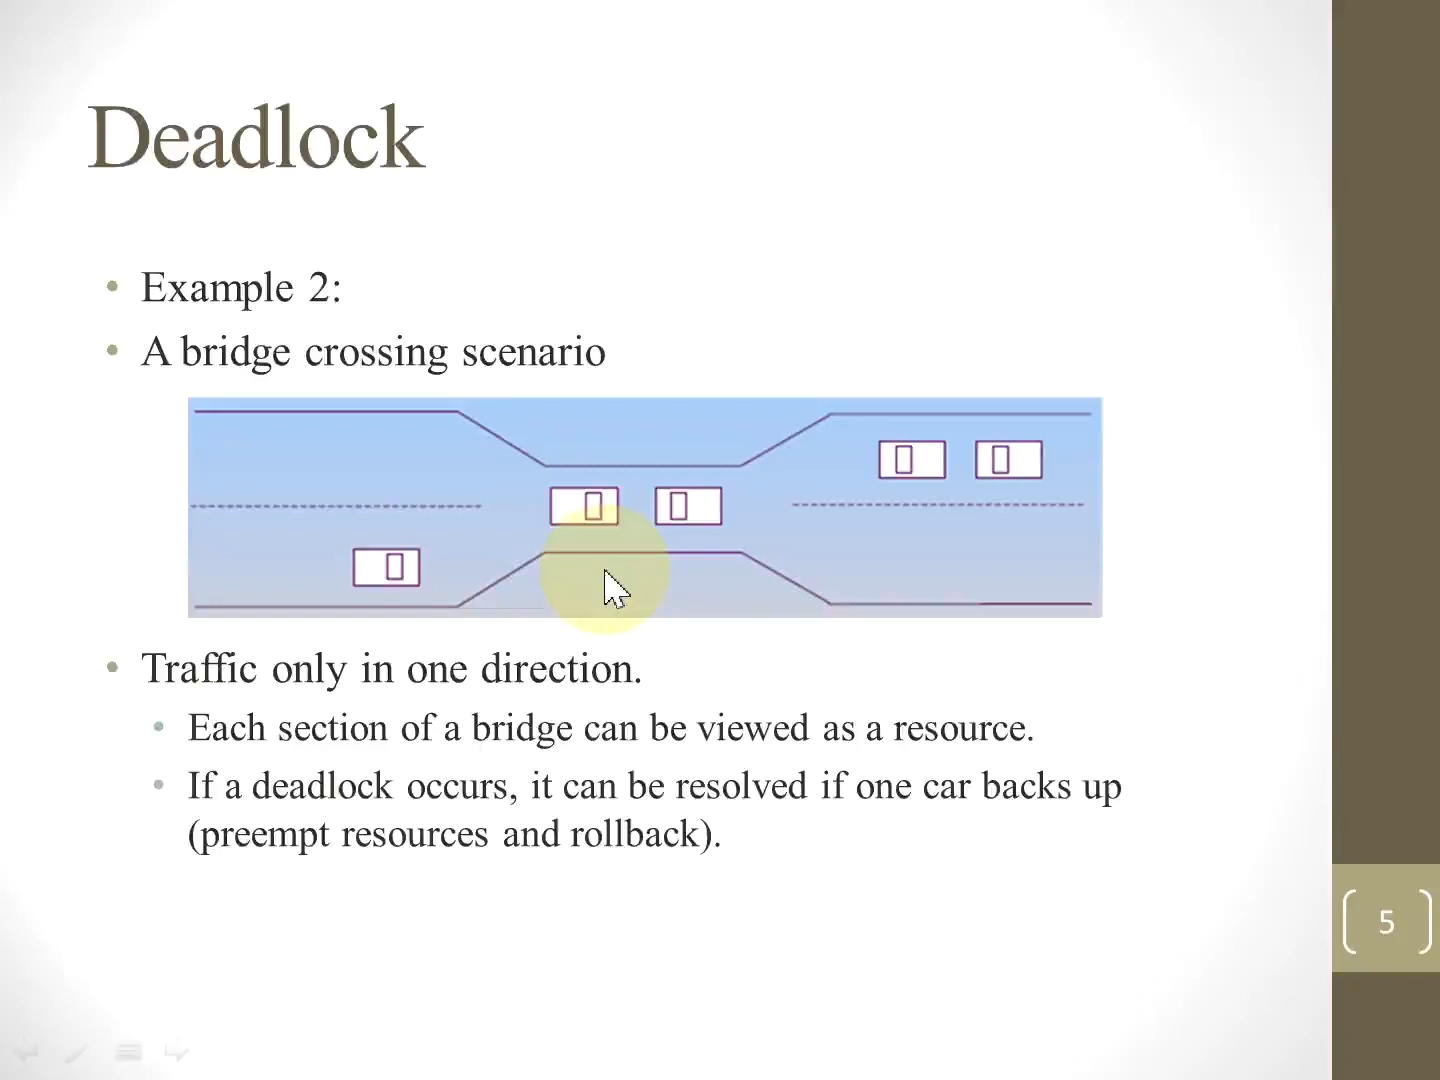 Deadlock
• Example 2:
• A bridge crossing scenario
• Traffic only in one direction.
• Each section of a bridge can be viewed as a resource.
• If a deadlock occurs, it can be resolved if one car backs up
(preempt resources and rollback).
5